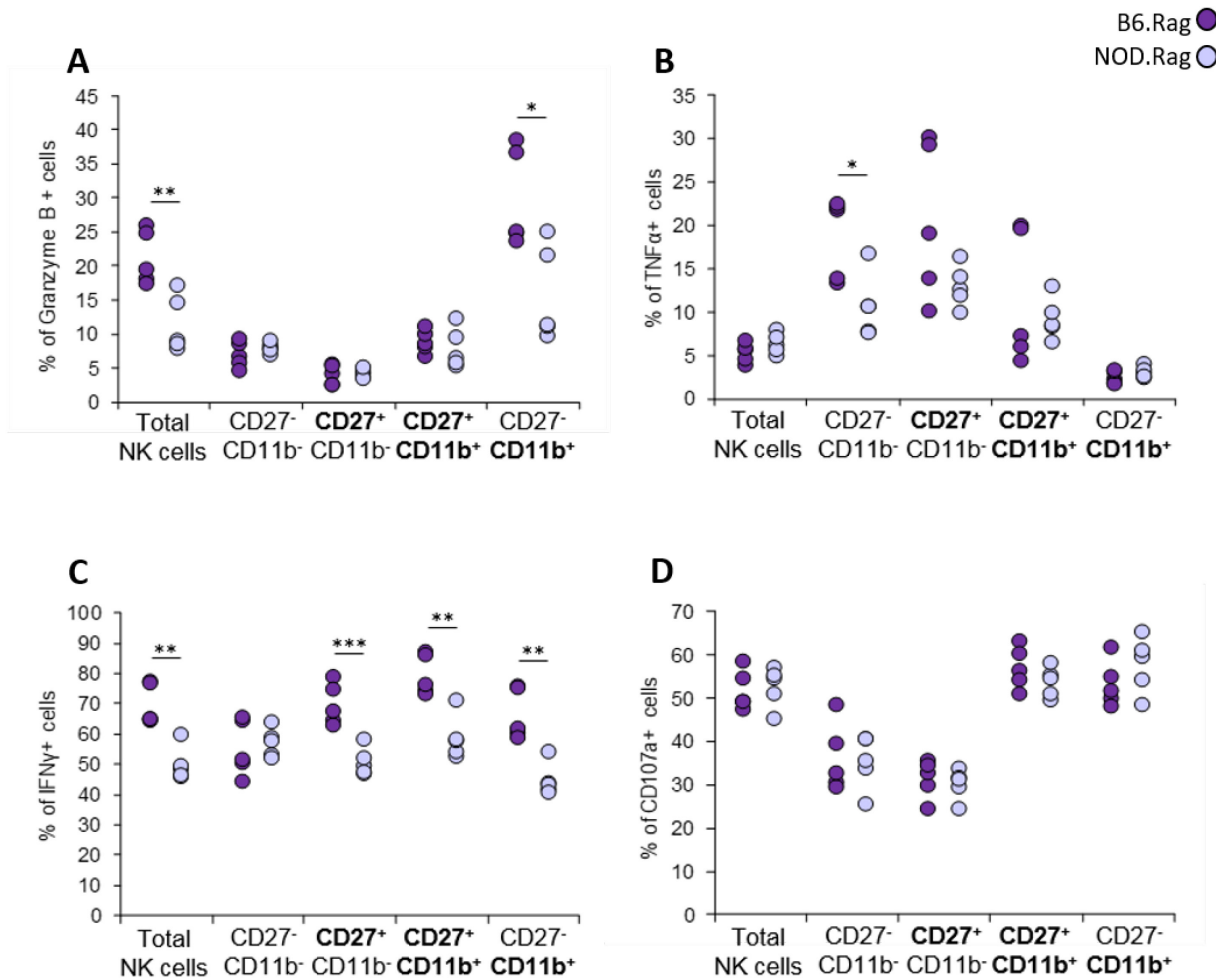 B6.Rag
NOD.Rag
A
% of Granzyme B + cells
45
40
35
30
25
20
15
10
5
0
**
*
Total CD27- CD27+ CD27+ CD27-
NK cells CD11b- CD11b- CD11b+ CD11b+
B
% of TNFα+ cells
35
30
25
20
15
10
5
0
*
Total CD27- CD27+ CD27+ CD27-
NK cells CD11b- CD11b- CD11b+ CD11b+
C
% of IFNγ+ cells
100
90
80
70
60
50
40
30
20
10
0
**
***
**
**
Total CD27- CD27+ CD27+ CD27-
NK cells CD11b- CD11b- CD11b+ CD11b+
D
% of CD107a+ cells
70
60
50
40
30
20
10
0
Total CD27- CD27+ CD27+ CD27-
NK cells CD11b- CD11b- CD11b+ CD11b+